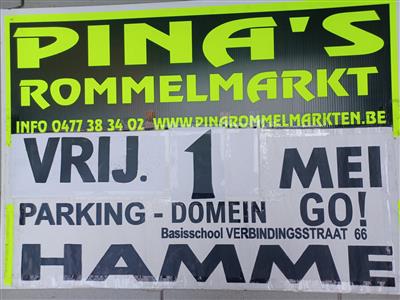 PINA'S
ROMMELMARKT
INFO 0477 38 34 02 WWW.PINAROMMELMARKTEN.BE
VRIJ. 1 MEI
PARKING - DOMEIN GO!
Basisschool VERBINDINGSSTRAAT 66
HAMME